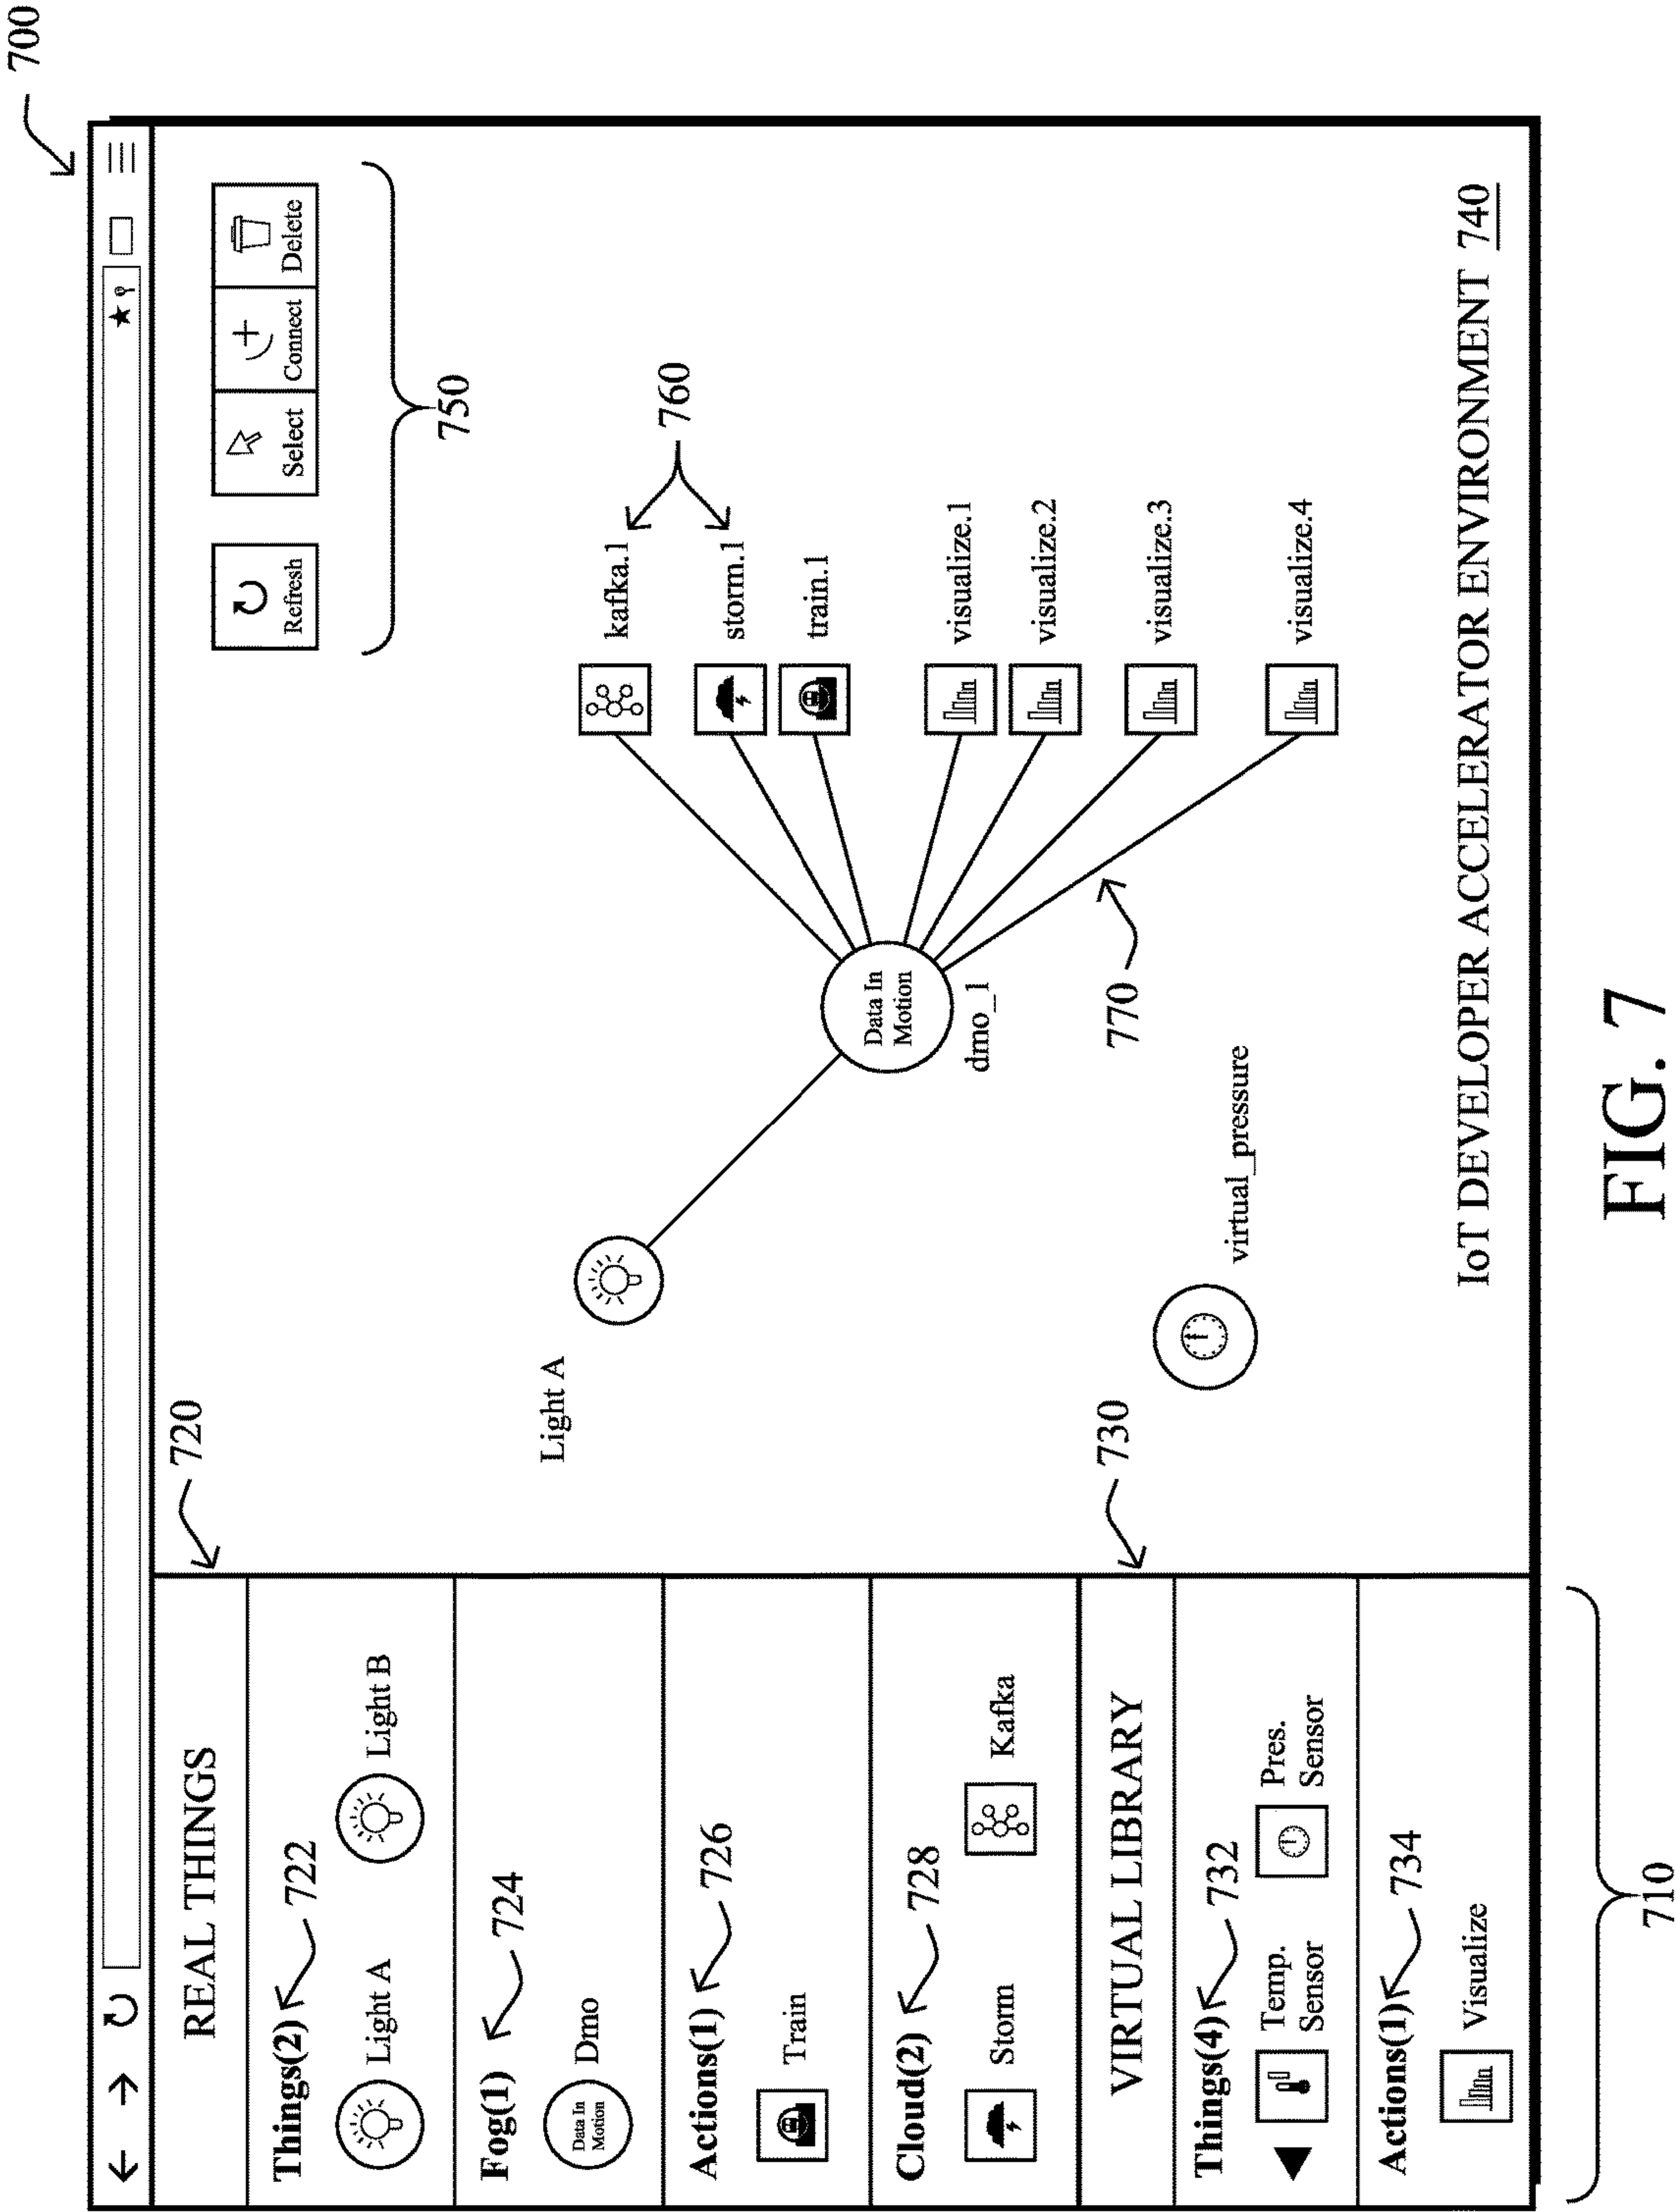 700
REAL THINGS
720
Things(2)
722
Light A
Light B
Fog(1)
724
Data In
Motion
Dmo
Actions(1)
726
Train
Cloud(2)
728
Storm
Kafka
VIRTUAL LIBRARY
730
Things(4)
732
Temp.
Sensor
Pres.
Sensor
Actions(1)
734
Visualize
710
Refresh
Select
Connect
Delete
750
Light A
Data In
Motion
dmo_1
kafka.1
760
storm.1
train.1
visualize.1
visualize.2
visualize.3
visualize.4
770
virtual_pressure
IoT DEVELOPER ACCELERATOR ENVIRONMENT 740
FIG. 7